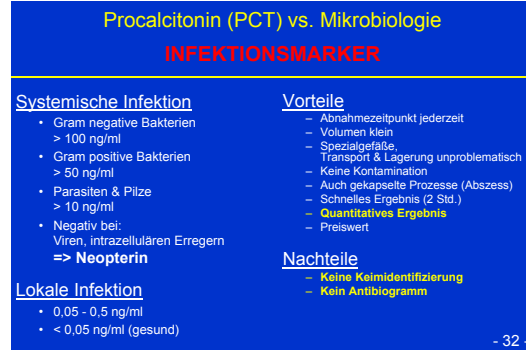 Procalcitonin (PCT) vs. Mikrobiologie
INFEKTIONSMARKER
Systemische Infektion
• Gram negative Bakterien
> 100 ng/ml
• Gram positive Bakterien
> 50 ng/ml
• Parasiten & Pilze
> 10 ng/ml
• Negativ bei:
Viren, intrazellulären Erregern
=> Neopterin
Lokale Infektion
• 0,05 - 0,5 ng/ml
• < 0,05 ng/ml (gesund)
Vorteile
– Abnahmezeitpunkt jederzeit
– Volumen klein
– Spezialgefäße,
Transport & Lagerung unproblematisch
– Keine Kontamination
– Auch gekapselte Prozesse (Abszess)
– Schnelles Ergebnis (2 Std.)
– Quantitatives Ergebnis
– Preiswert
Nachteile
– Keine Keimidentifizierung
– Kein Antibiogramm
- 32 -